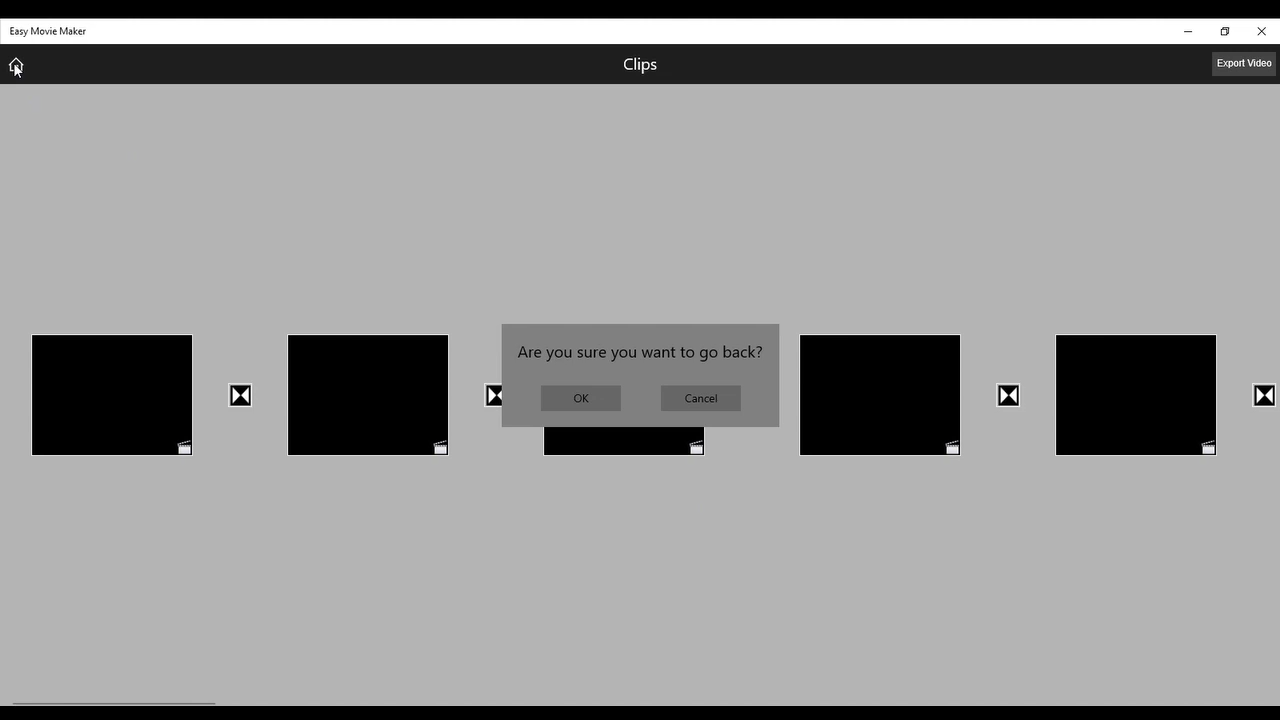 Easy Movie Maker
Clips
Export Video
Are you sure you want to go back?
OK
Cancel